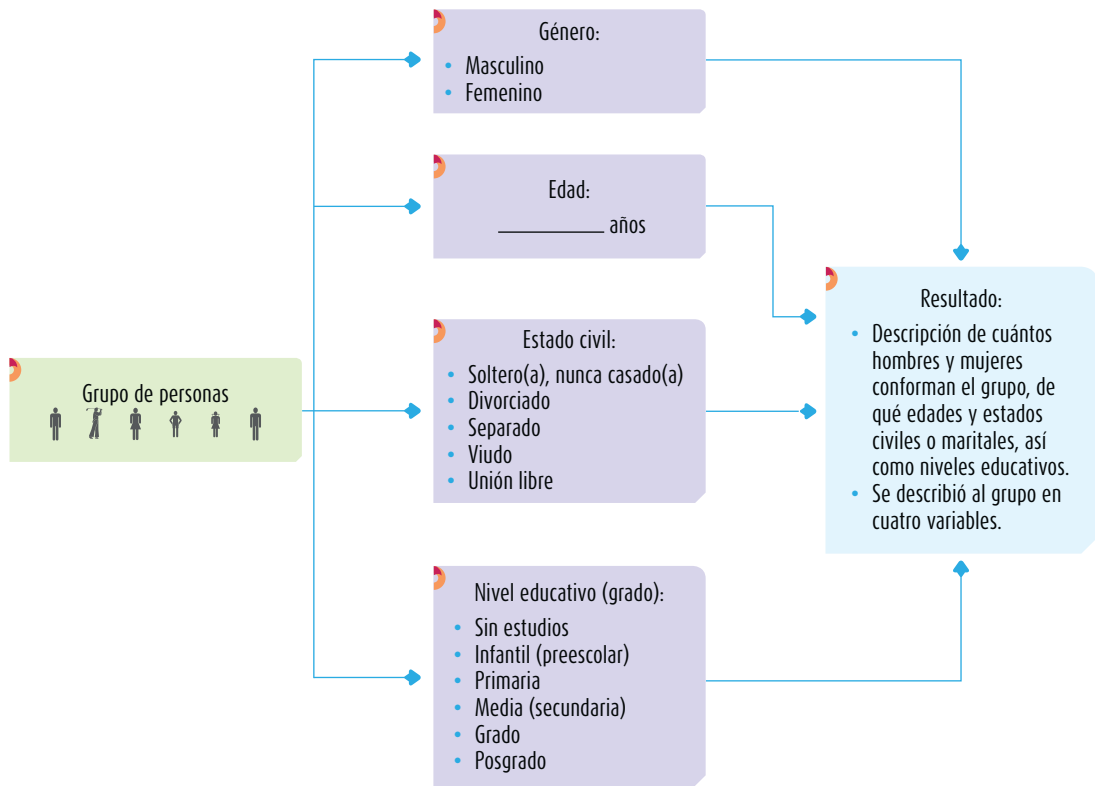 Grupo de personas
Género:
• Masculino
• Femenino
Edad:
__________ años
Estado civil:
• Soltero(a), nunca casado(a)
• Divorciado
• Separado
• Viudo
• Unión libre
Nivel educativo (grado):
• Sin estudios
• Infantil (preescolar)
• Primaria
• Media (secundaria)
• Grado
• Posgrado
Resultado:
• Descripción de cuántos
hombres y mujeres
conforman el grupo, de
qué edades y estados
civiles o maritales, así
como niveles educativos.
• Se describió al grupo en
cuatro variables.